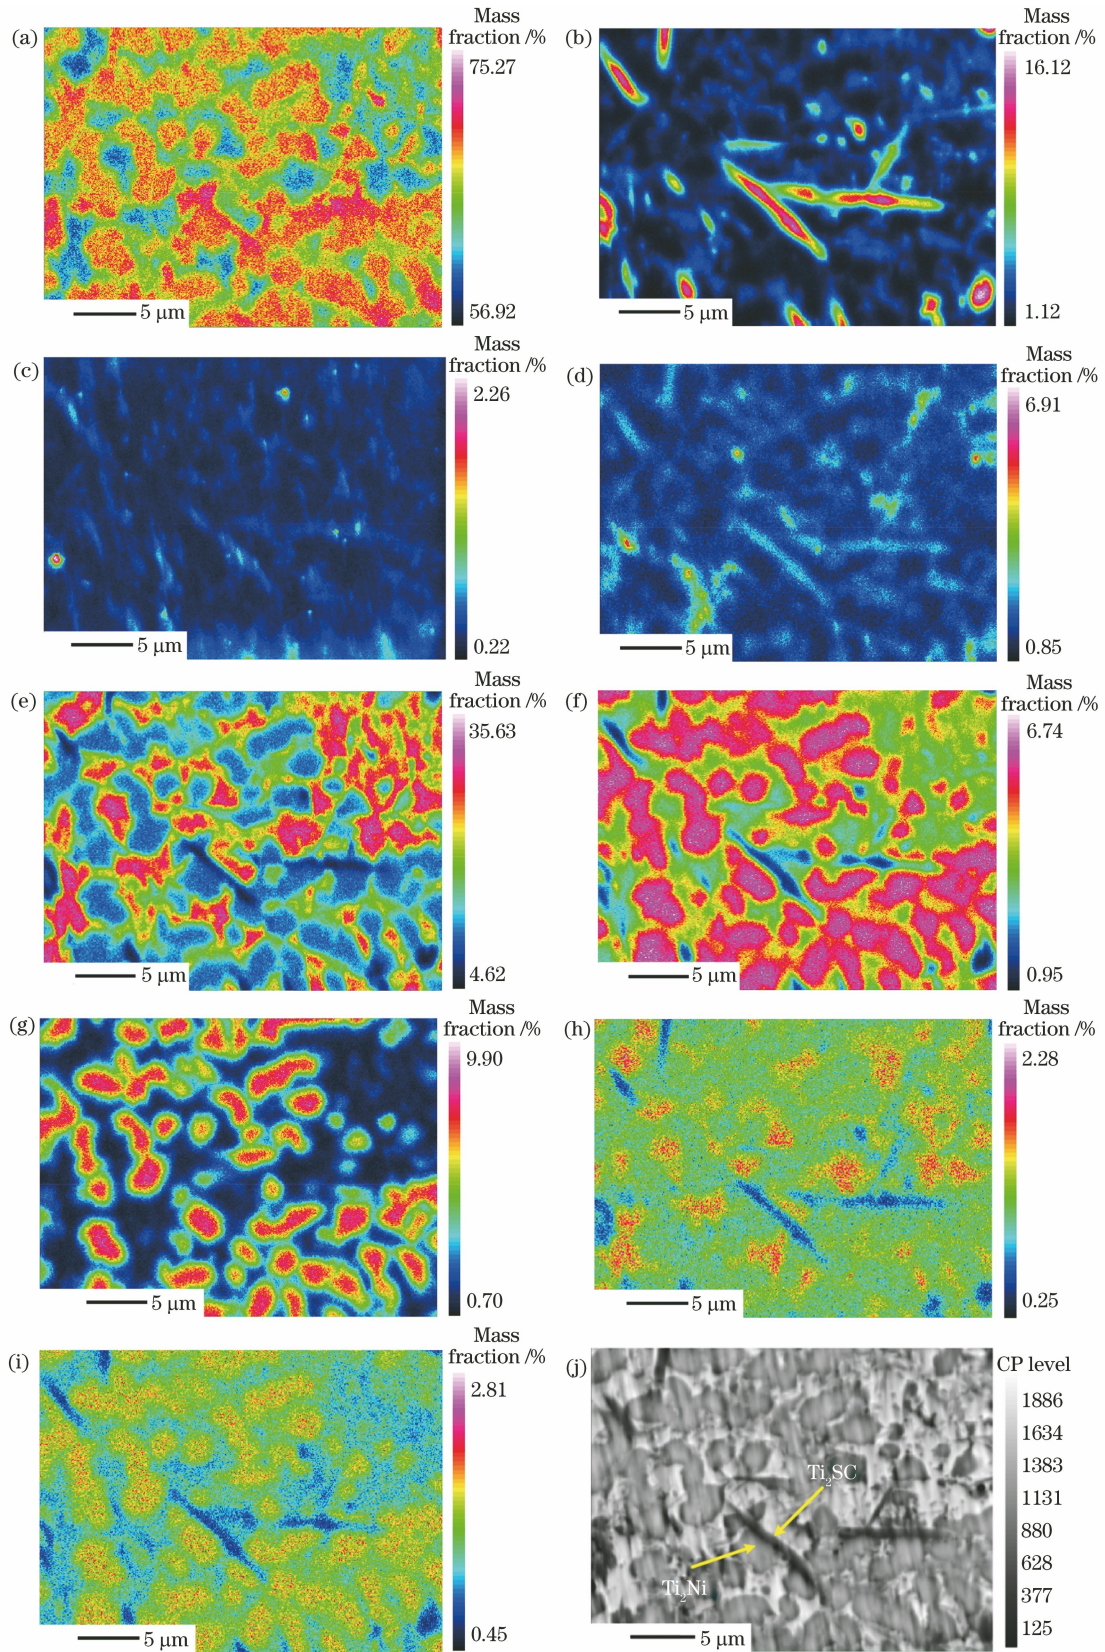 (a)
Mass
fraction /%
75.27
56.92
5 μm
(b)
Mass
fraction /%
16.12
1.12
5 μm
(c)
Mass
fraction /%
2.26
0.22
5 μm
(d)
Mass
fraction /%
6.91
0.85
5 μm
(e)
Mass
fraction /%
35.63
4.62
5 μm
(f)
Mass
fraction /%
6.74
0.95
5 μm
(g)
Mass
fraction /%
9.90
0.70
5 μm
(h)
Mass
fraction /%
2.28
0.25
5 μm
(i)
Mass
fraction /%
2.81
0.45
5 μm
(j)
CP level
1886
1634
1383
1131
880
628
377
125
Ti₂SC
Ti₂Ni
5 μm